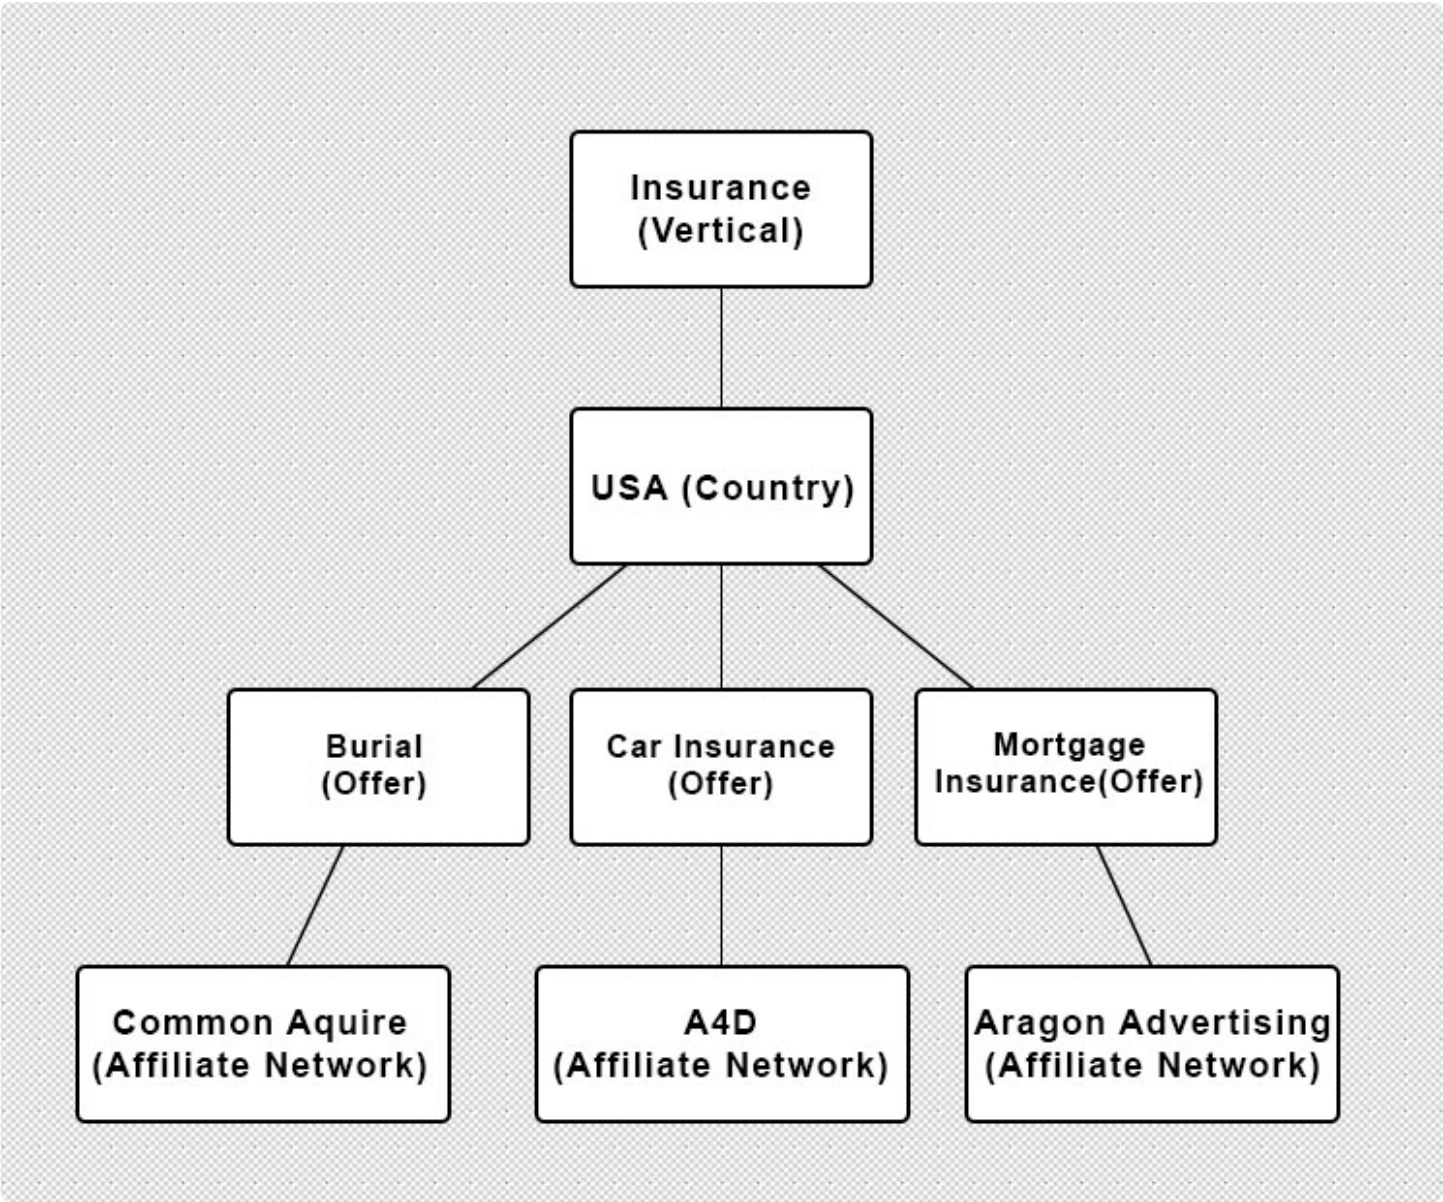 Insurance
(Vertical)
USA (Country)
Burial
(Offer)
Car Insurance
(Offer)
Mortgage
Insurance(Offer)
Common Aquire
(Affiliate Network)
A4D
(Affiliate Network)
Aragon Advertising
(Affiliate Network)